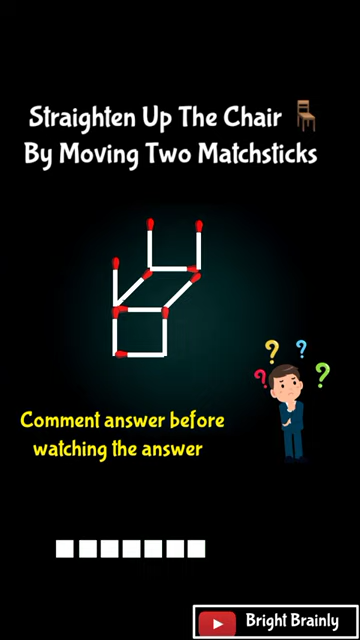 Straighten Up The Chair
By Moving Two Matchsticks
? ? ? ?
Comment answer before
watching the answer
Bright Brainly